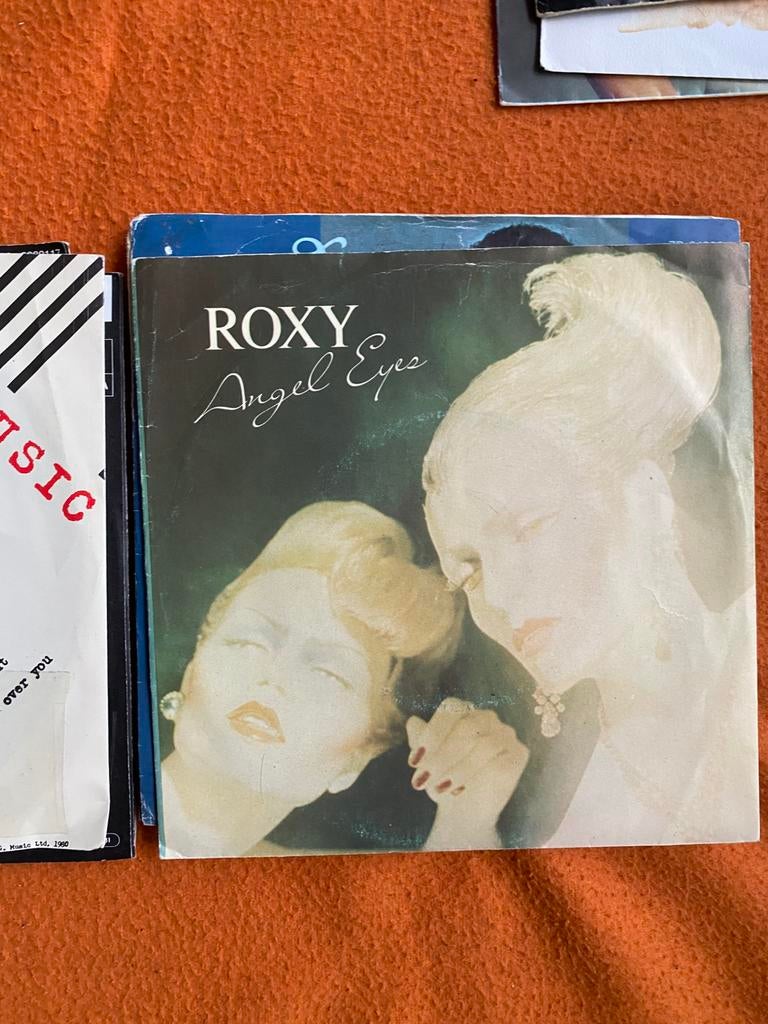 ROXY
Angel Eyes
USIC
over you
Music Ltd, 1980